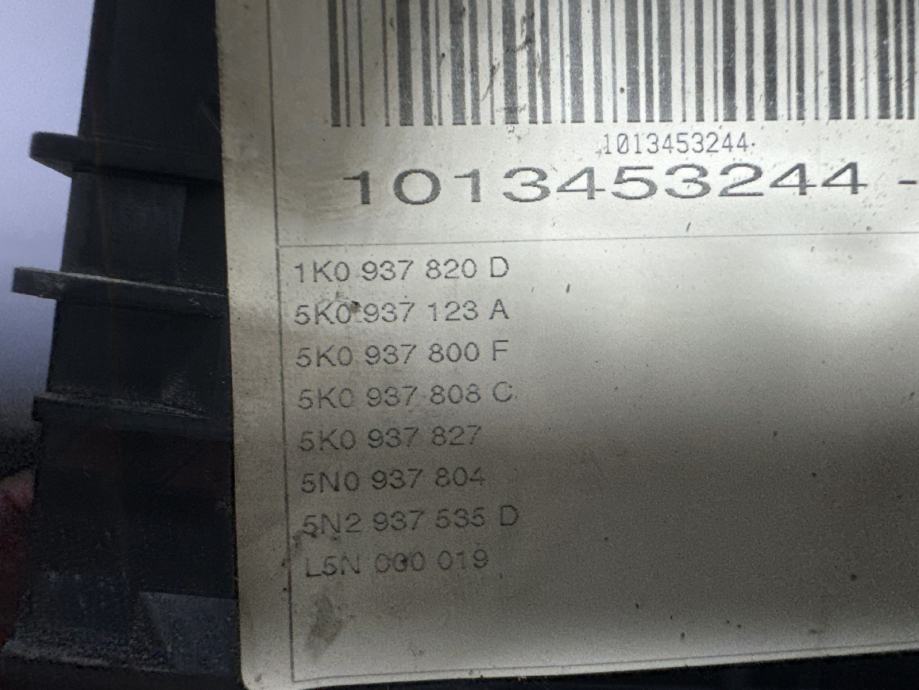 1013453244
1013453244 -
1K0 937 820 D
5K0 937 123 A
5K0 937 800 F
5K0 937 808 C
5K0 937 827
5N0 937 804
5N2 937 535 D
L5N 000 019